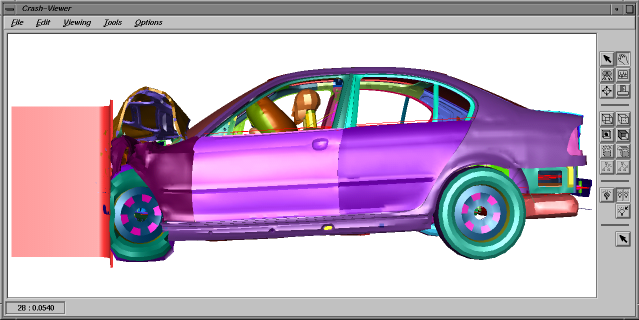 Crash-Viewer
File Edit Viewing Tools Options
28 : 0.0540